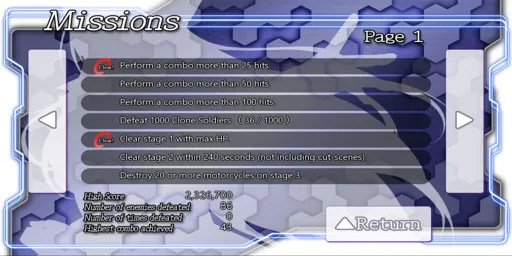 Missions
Page 1
Clear! Perform a combo more than 25 hits.
Perform a combo more than 50 hits.
Perform a combo more than 100 hits.
Defeat 1000 Clone Soldiers. ( 36 / 1000 )
Clear! Clear stage 1 with max HP.
Clear stage 2 within 240 seconds (not including cut-scenes).
Destroy 20 or more motorcycles on stage 3.
High Score 2,326,700
Number of enemies defeated 86
Number of times defeated 0
Highest combo achieved 43
Return